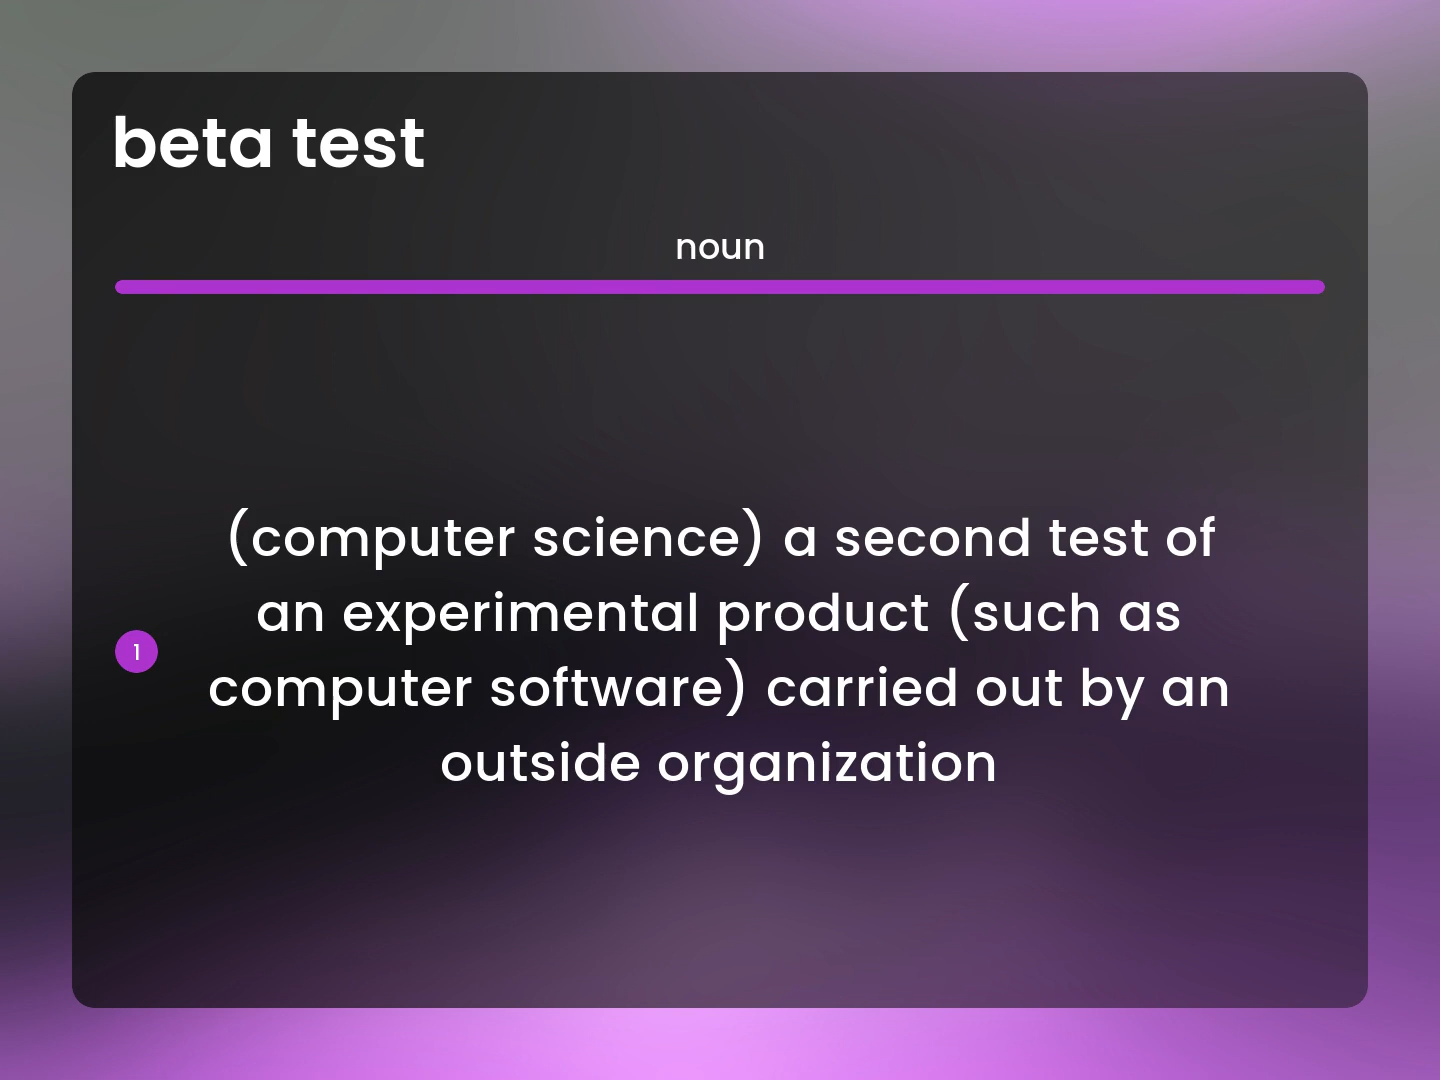 beta test
noun
(computer science) a second test of
an experimental product (such as
1
computer software) carried out by an
outside organization